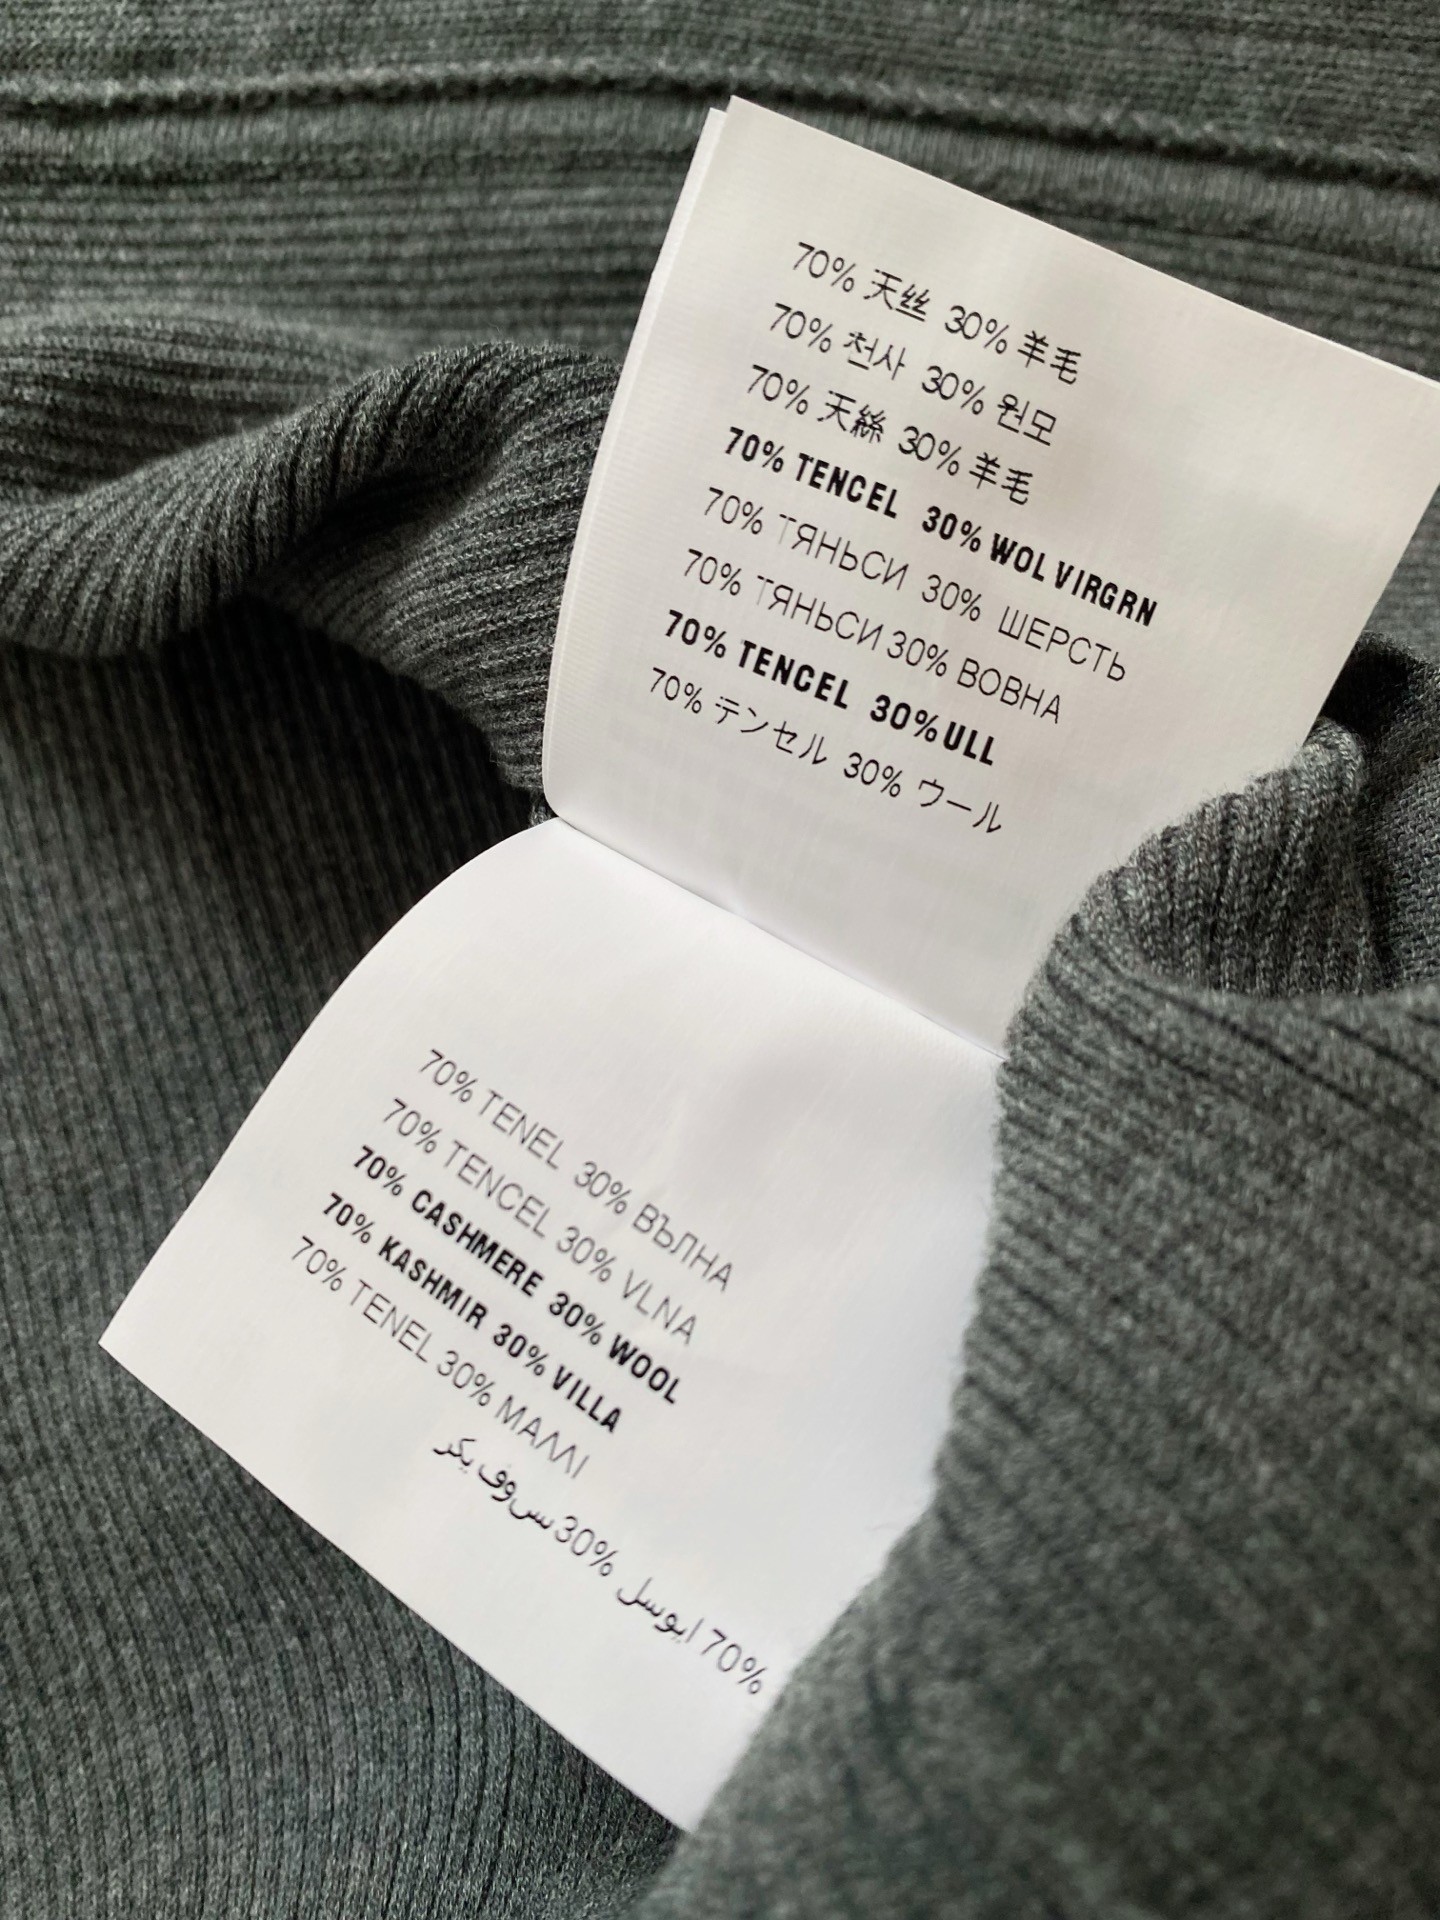 70% 天丝 30% 羊毛
70% 천사 30% 원모
70% 天絲 30% 羊毛
70% TENCEL 30% WOL VIRGRN
70% ТЯНЬСИ 30% ШЕРСТЬ
70% ТЯНЬСИ 30% ВОВНА
70% TENCEL 30% ULL
70% テンセル 30% ウール
70% TENEL 30% ВЪЛНА
70% TENCEL 30% VLNA
70% CASHMERE 30% WOOL
70% KASHMIR 30% VILLA
70% TENEL 30% ΜΑΛΛΙ
70% ايوسل 30% سوف يكر